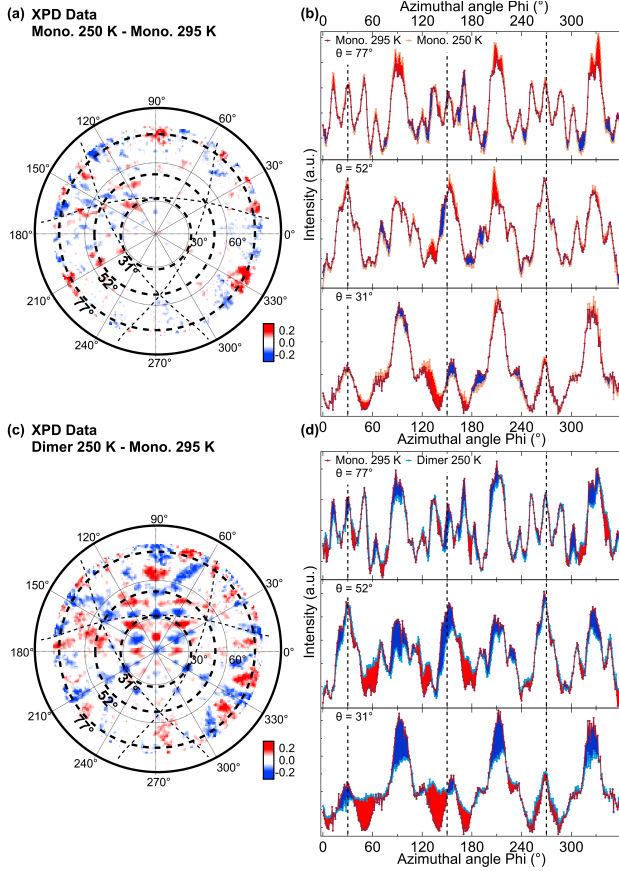 (a) XPD Data
Mono. 250 K - Mono. 295 K
90°
60°
30°
0°
330°
300°
270°
240°
210°
180°
150°
120°
30°
60°
31°
52°
77°
0.2
0.0
-0.2
(b)
Azimuthal angle Phi (°)
0 60 120 180 240 300
Mono. 295 K Mono. 250 K
θ = 77°
θ = 52°
θ = 31°
Intensity (a.u.)
0 60 120 180 240 300
Azimuthal angle Phi (°)
(c) XPD Data
Dimer 250 K - Mono. 295 K
90°
60°
30°
0°
330°
300°
270°
240°
210°
180°
150°
120°
30°
60°
31°
52°
77°
0.2
0.0
-0.2
(d)
Mono. 295 K Dimer 250 K
θ = 77°
θ = 52°
θ = 31°
Intensity (a.u.)
0 60 120 180 240 300
Azimuthal angle Phi (°)